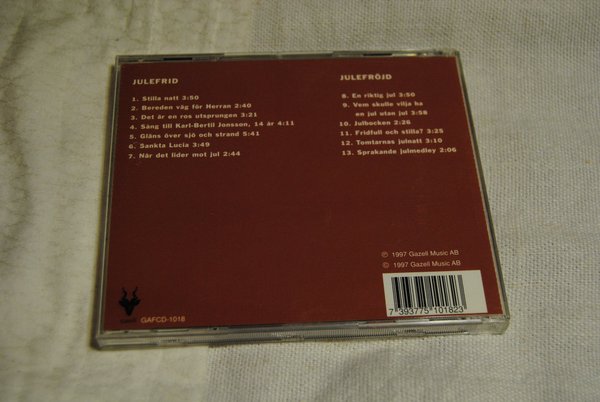 JULEFRID
1. Stilla natt 3:50
2. Bereden väg för Herran 2:40
3. Det är en ros utsprungen 3:21
4. Sång till Karl-Bertil Jonsson, 14 år 4:11
5. Gläns över sjö och strand 5:41
6. Sankta Lucia 3:49
7. När det lider mot jul 2:44
JULEFRÖJD
8. En riktig jul 3:50
9. Vem skulle vilja ha
en jul utan jul 3:58
10. Julbocken 2:26
11. Fridfull och stilla? 3:25
12. Tomtarnas julnatt 3:10
13. Sprakande julmedley 2:06
℗ 1997 Gazell Music AB
© 1997 Gazell Music AB
GAFCD-1018
7 393775 101823